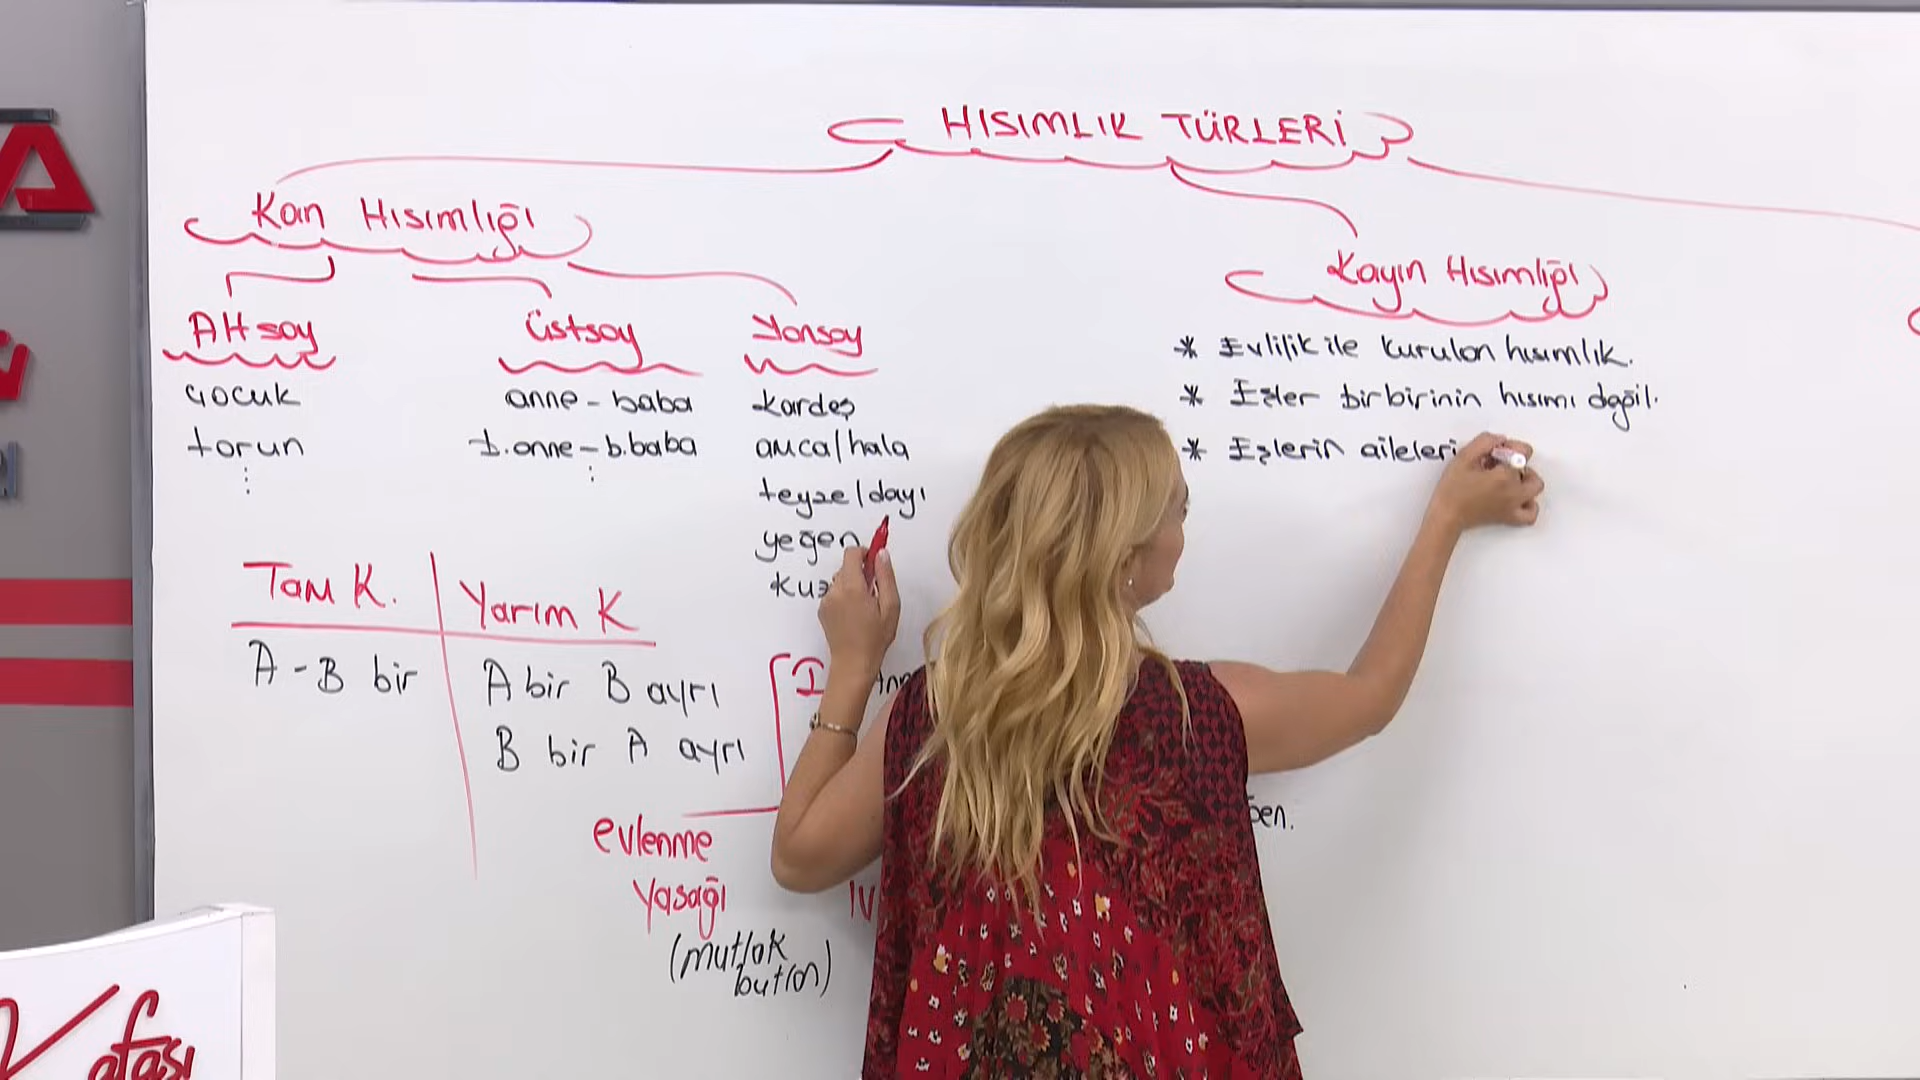 HISIMLIK TÜRLERİ
Kan Hısımlığı
Altsoy
çocuk
torun
Üstsoy
anne - baba
b.anne - b.baba
Yansoy
kardeş
amca/hala
teyze/dayı
yeğen
Kayın Hısımlığı
* Evlilik ile kurulan hısımlık.
* Eşler birbirinin hısımı değil.
* Eşlerin aileleri
Tam K.
A - B bir
Yarım K
A bir B ayrı
B bir A ayrı
evlenme
yasağı
(mutlak
butlan)
Kafası